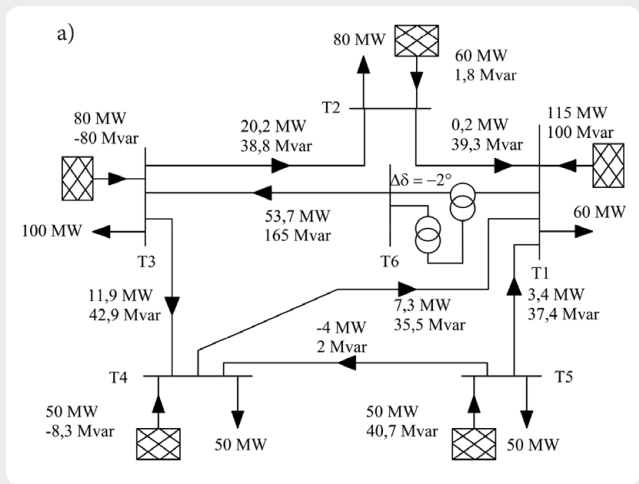 a)
80 MW
60 MW
1,8 Mvar
T2
80 MW
-80 Mvar
20,2 MW
38,8 Mvar
0,2 MW
39,3 Mvar
115 MW
100 Mvar
Δδ = −2°
53,7 MW
165 Mvar
60 MW
100 MW
T3
T6
T1
11,9 MW
42,9 Mvar
7,3 MW
35,5 Mvar
3,4 MW
37,4 Mvar
-4 MW
2 Mvar
T4
T5
50 MW
-8,3 Mvar
50 MW
50 MW
40,7 Mvar
50 MW